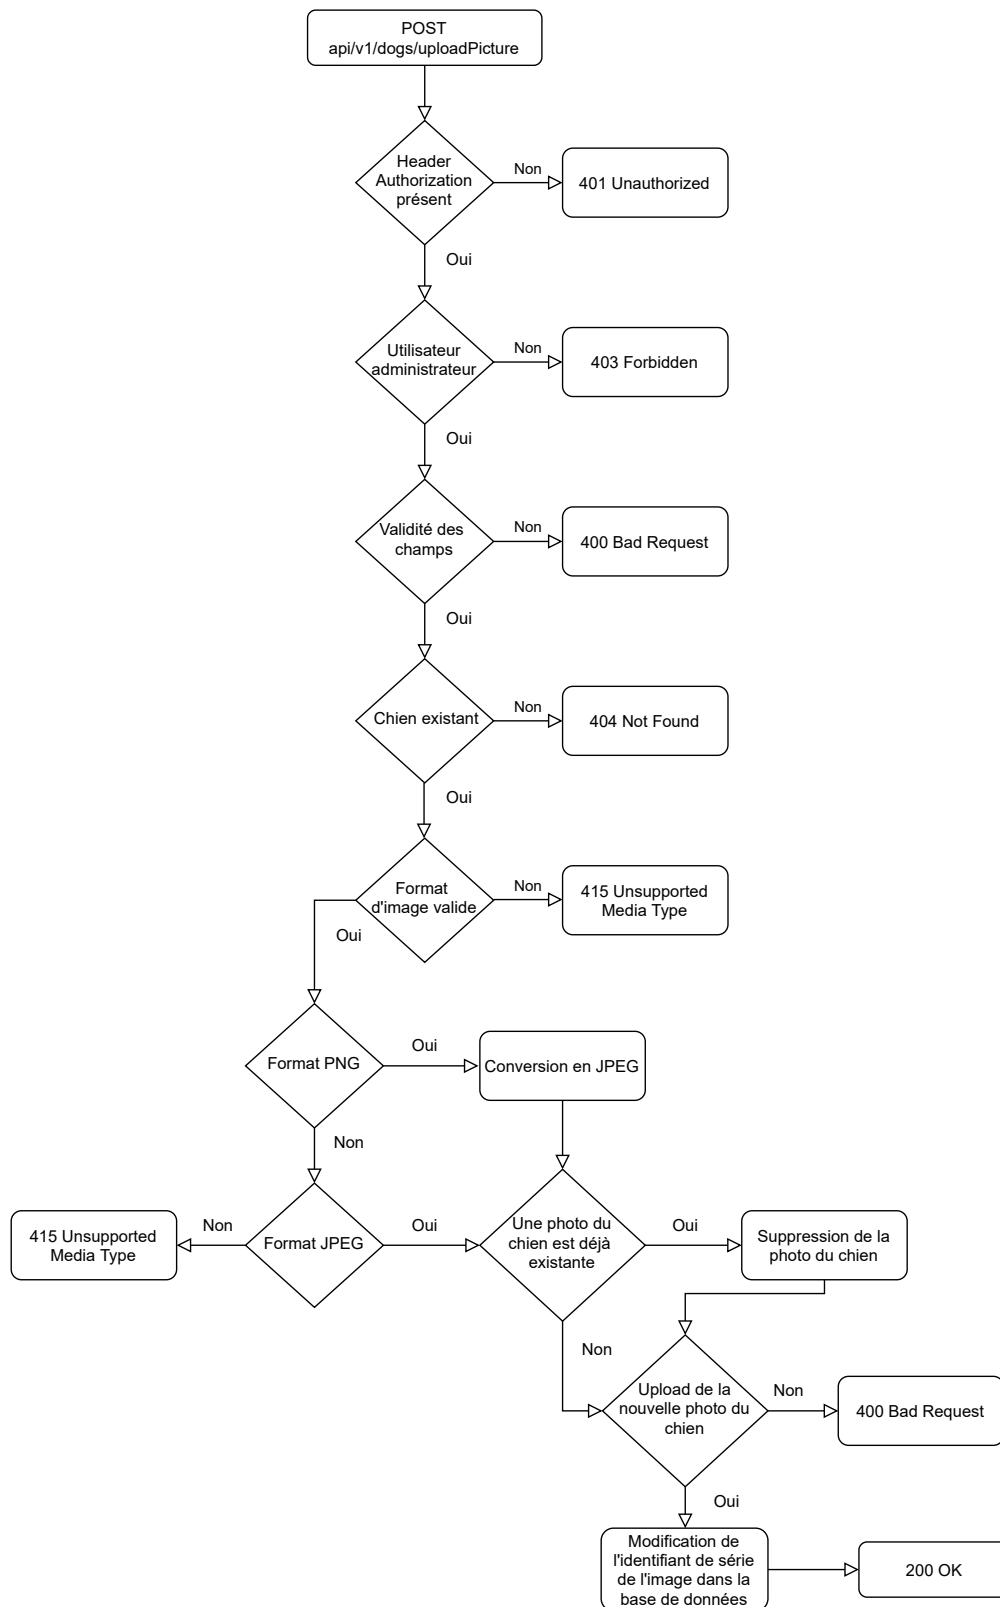 POST
api/v1/dogs/uploadPicture
Header
Authorization
présent
Non
401 Unauthorized
Oui
Utilisateur
administrateur
Non
403 Forbidden
Oui
Validité des
champs
Non
400 Bad Request
Oui
Chien existant
Non
404 Not Found
Oui
Format
d'image valide
Non
415 Unsupported
Media Type
Oui
Format PNG
Oui
Conversion en JPEG
Non
415 Unsupported
Media Type
Non
Format JPEG
Oui
Une photo du
chien est déjà
existante
Oui
Suppression de la
photo du chien
Non
Upload de la
nouvelle photo du
chien
Non
400 Bad Request
Oui
Modification de
l'identifiant de série
de l'image dans la
base de données
200 OK